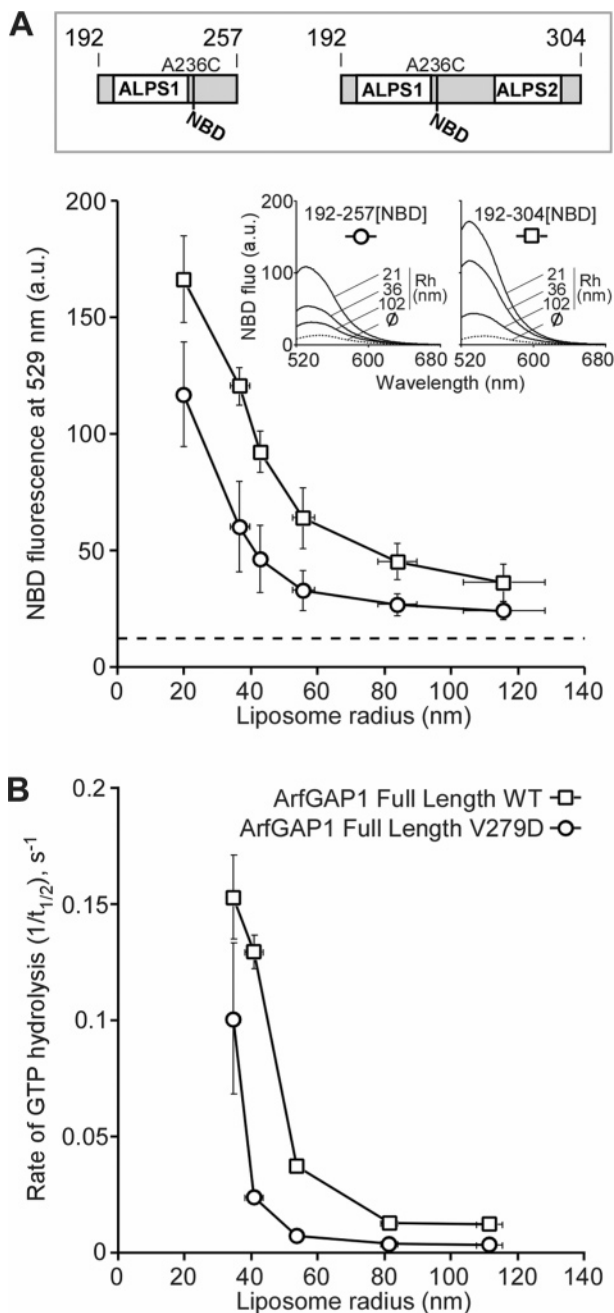 A
192 257 192 304
A236C A236C
ALPS1 ALPS1 ALPS2
NBD NBD
NBD fluorescence at 529 nm (a.u.)
200
150
100
50
0
0 20 40 60 80 100 120 140
Liposome radius (nm)
NBD fluo (a.u.)
200
100
0
192-257[NBD] 192-304[NBD]
21
36
102
Ø
Rh
(nm)
21
36
102
Ø
Rh
(nm)
520 600 680 520 600 680
Wavelength (nm)
B
ArfGAP1 Full Length WT
ArfGAP1 Full Length V279D
Rate of GTP hydrolysis (1/t1/2), s-1
0.2
0.15
0.1
0.05
0
0 20 40 60 80 100 120 140
Liposome radius (nm)